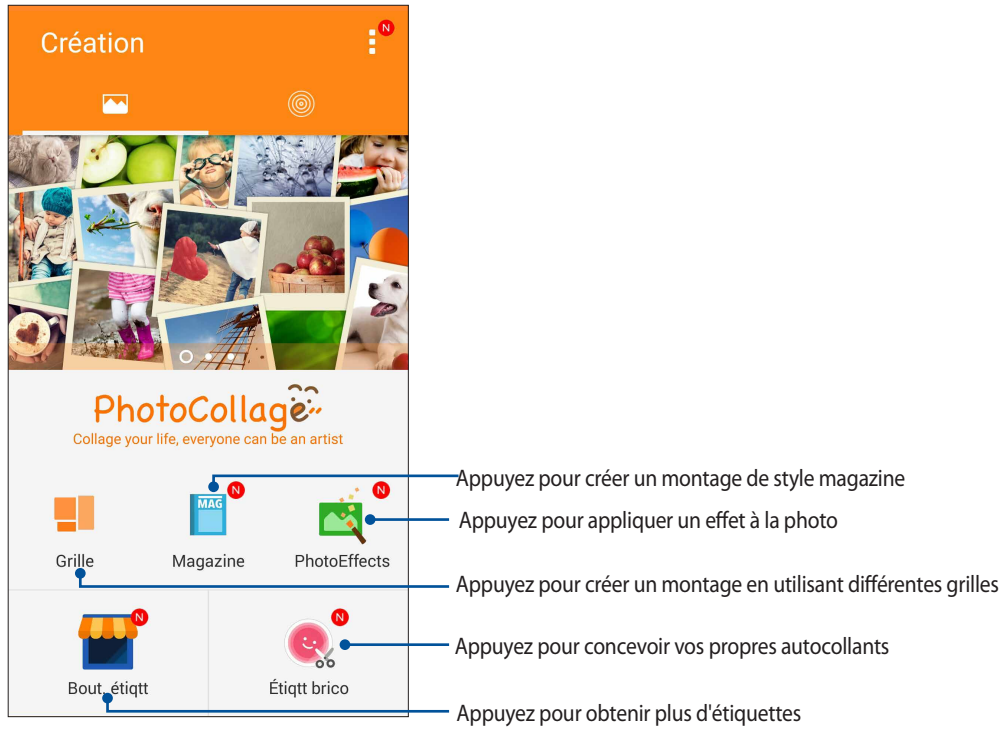 Création
N
PhotoCollage
Collage your life, everyone can be an artist
Appuyez pour créer un montage de style magazine
MAG
N
N
Appuyez pour appliquer un effet à la photo
Grille
Magazine
PhotoEffects
Appuyez pour créer un montage en utilisant différentes grilles
N
N
Appuyez pour concevoir vos propres autocollants
Bout. étiqtt
Étiqtt brico
Appuyez pour obtenir plus d'étiquettes